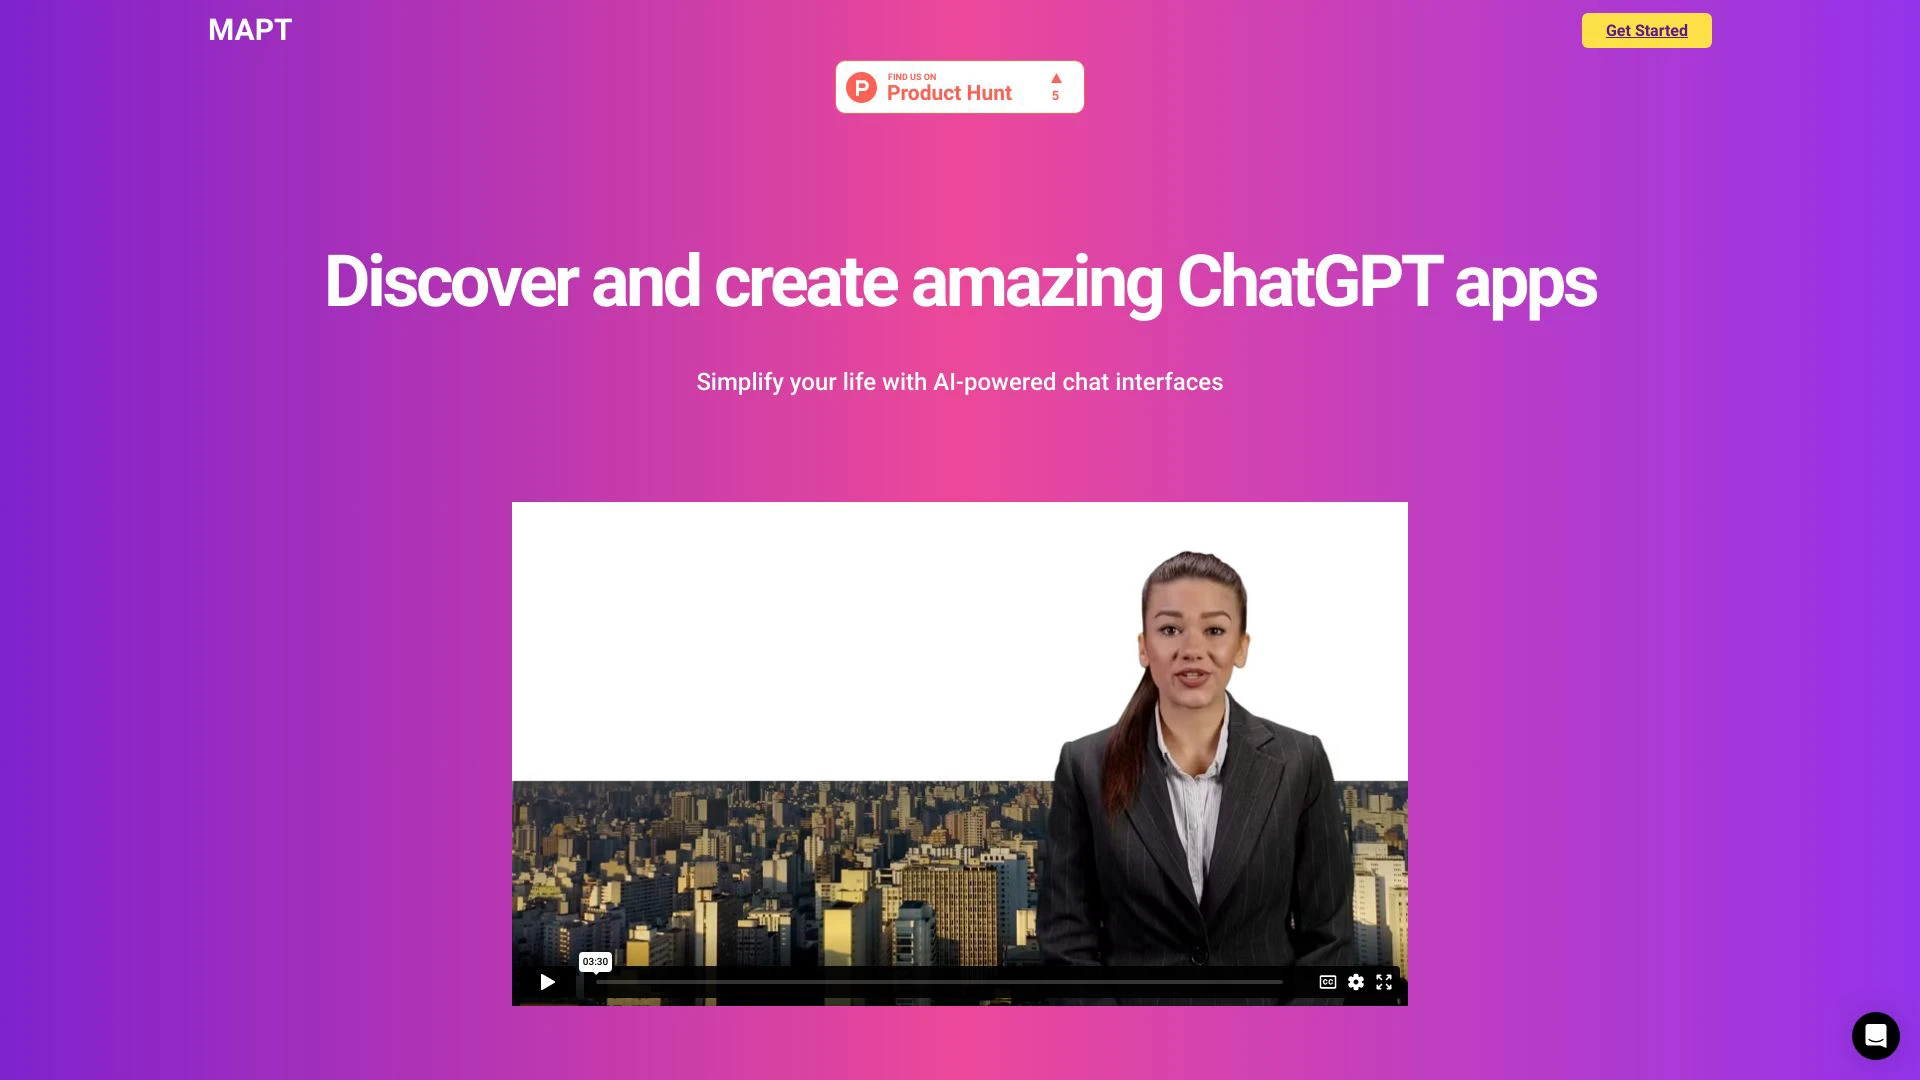 MAPT
Get Started
FIND US ON
Product Hunt
5
Discover and create amazing ChatGPT apps
Simplify your life with AI-powered chat interfaces
03:30
CC